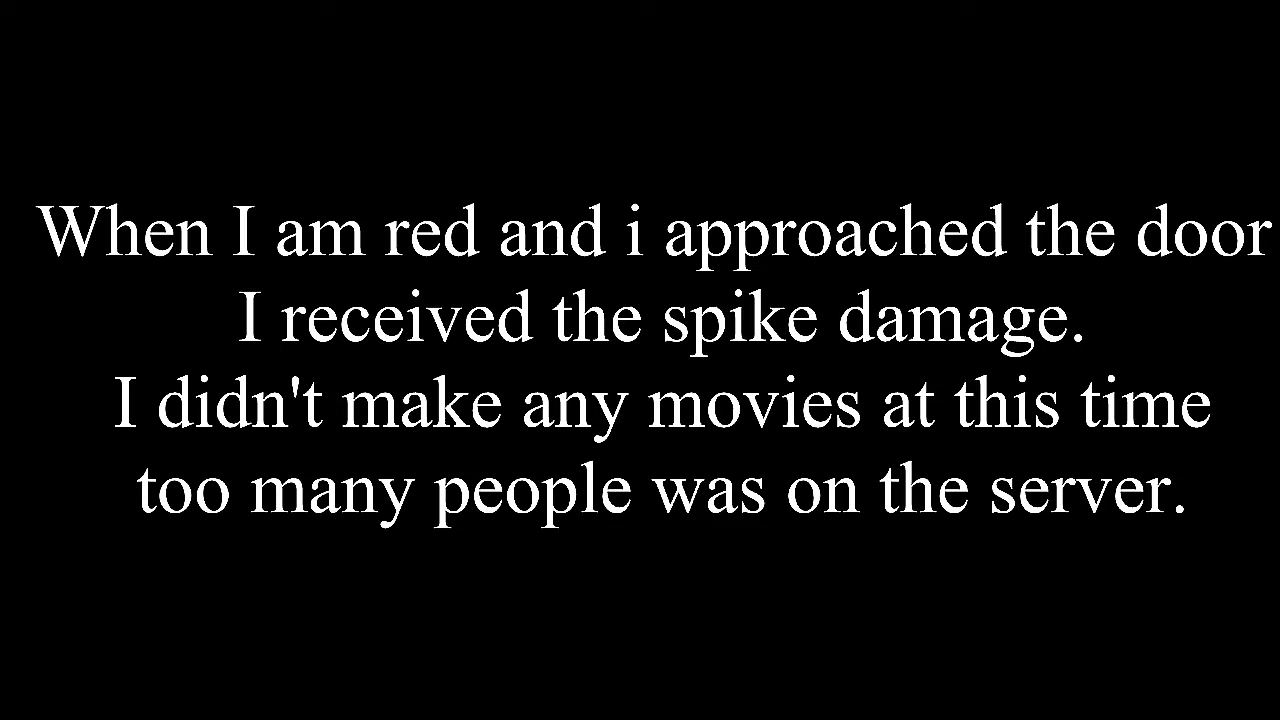 When I am red and i approached the door
I received the spike damage.
I didn't make any movies at this time
too many people was on the server.